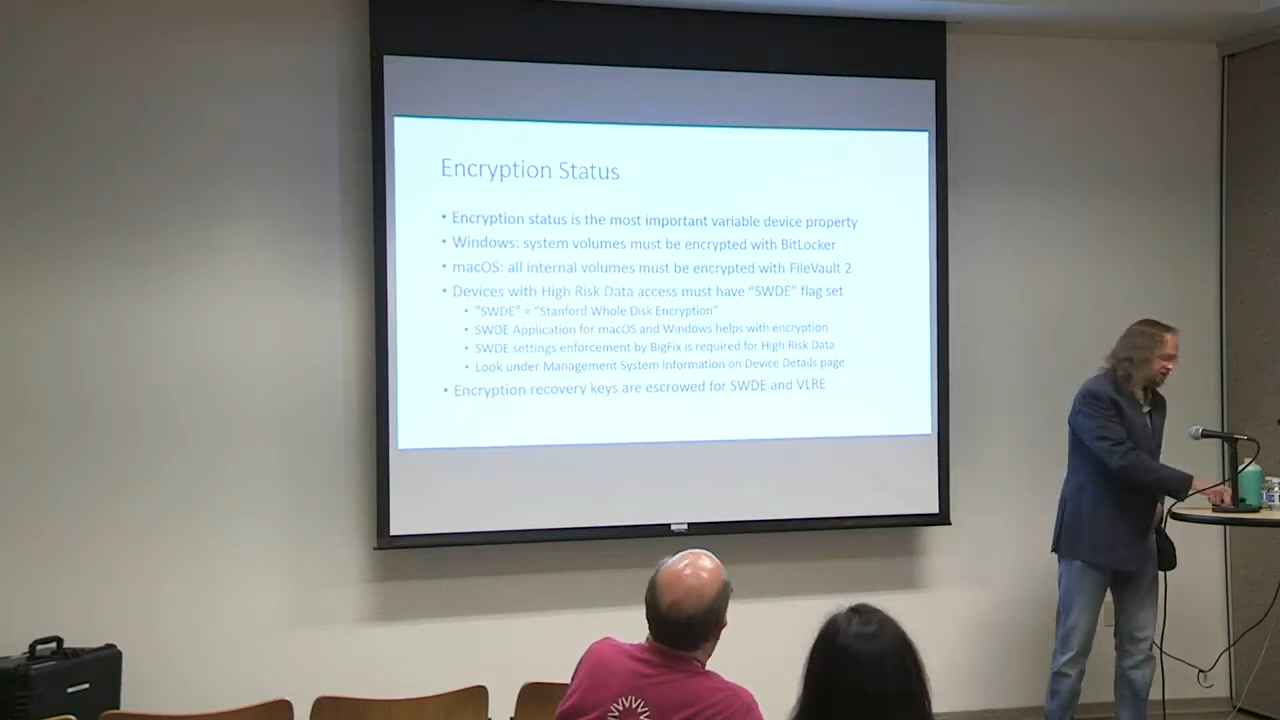 Encryption Status
• Encryption status is the most important variable device property
• Windows: system volumes must be encrypted with BitLocker
• macOS: all internal volumes must be encrypted with FileVault 2
• Devices with High Risk Data access must have “SWDE” flag set
• “SWDE” = “Stanford Whole Disk Encryption”
• SWDE Application for macOS and Windows helps with encryption
• SWDE settings enforcement by BigFix is required for High Risk Data
• Look under Management System Information on Device Details page
• Encryption recovery keys are escrowed for SWDE and VLRE